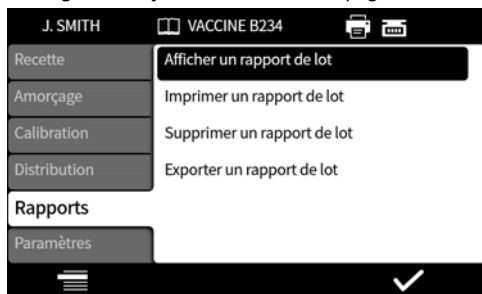 J. SMITH VACCINE B234
Recette Afficher un rapport de lot
Amorçage Imprimer un rapport de lot
Calibration Supprimer un rapport de lot
Distribution Exporter un rapport de lot
Rapports
Paramètres